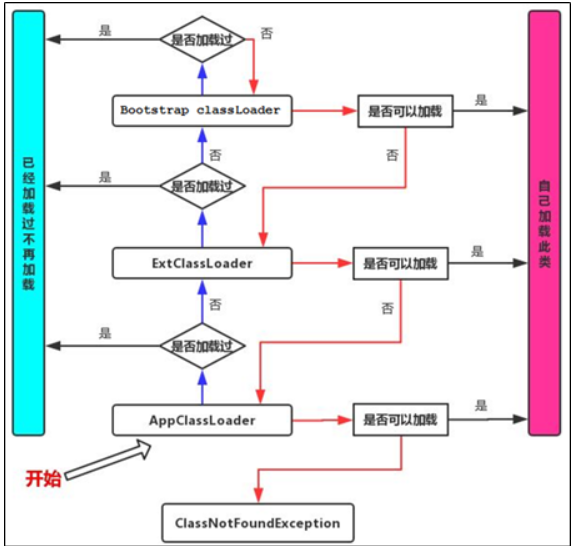 是
是否加载过
否
Bootstrap classLoader
是否可以加载
是
否
是
是否加载过
否
ExtClassLoader
是否可以加载
是
否
是
是否加载过
否
AppClassLoader
是否可以加载
是
开始
ClassNotFoundException
已经加载过不再加载
自己加载此类